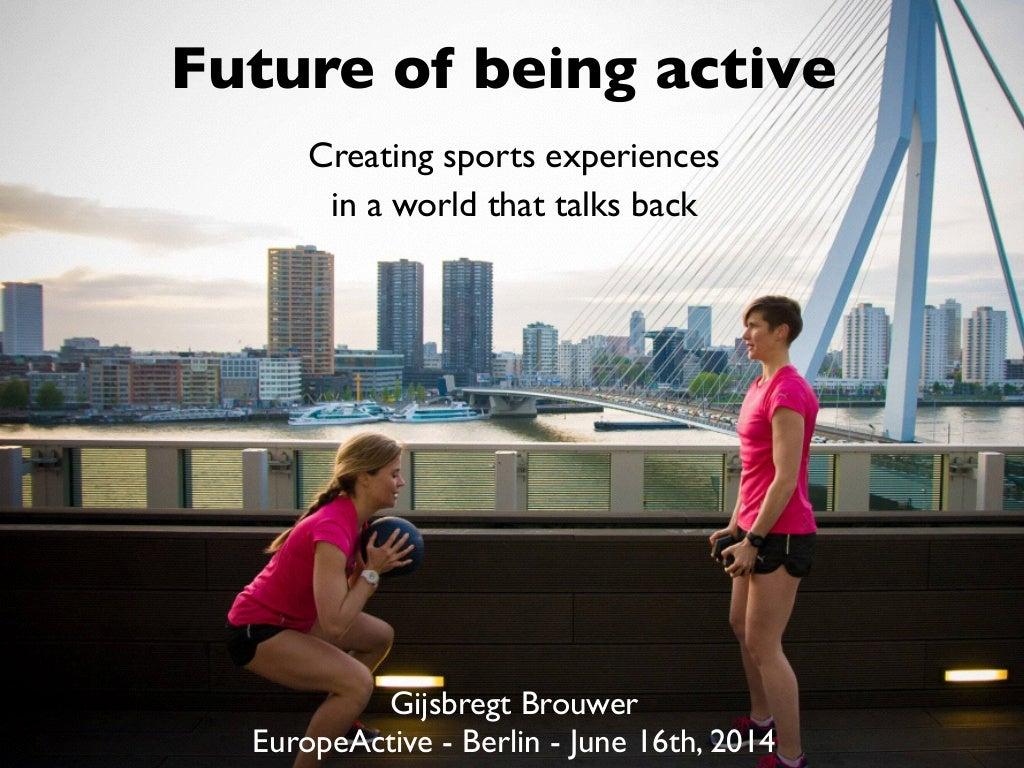 Future of being active
Creating sports experiences
in a world that talks back
Gijsbregt Brouwer
EuropeActive - Berlin - June 16th, 2014